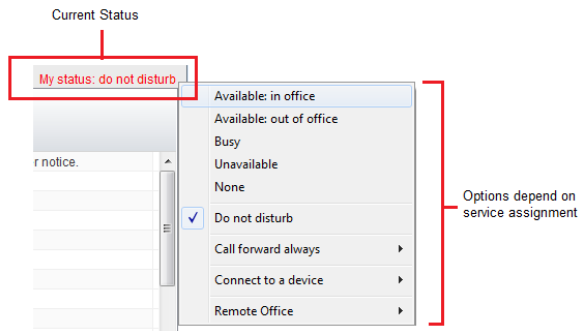 Current Status
My status: do not disturb
Available: in office
Available: out of office
r notice.
Busy
Unavailable
None
Do not disturb
Call forward always
Connect to a device
Remote Office
Options depend on
service assignment